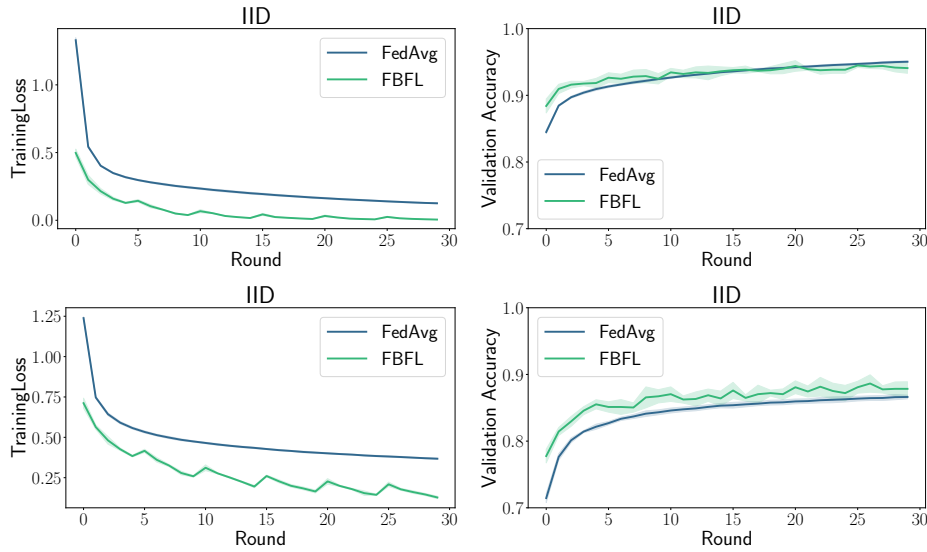 IID
TrainingLoss
1.0
0.5
0.0
0
5
10
15
20
25
30
Round
FedAvg
FBFL
IID
Validation Accuracy
1.0
0.9
0.8
0.7
0
5
10
15
20
25
30
Round
FedAvg
FBFL
IID
TrainingLoss
1.25
1.00
0.75
0.50
0.25
0
5
10
15
20
25
30
Round
FedAvg
FBFL
IID
Validation Accuracy
1.0
0.9
0.8
0.7
0
5
10
15
20
25
30
Round
FedAvg
FBFL